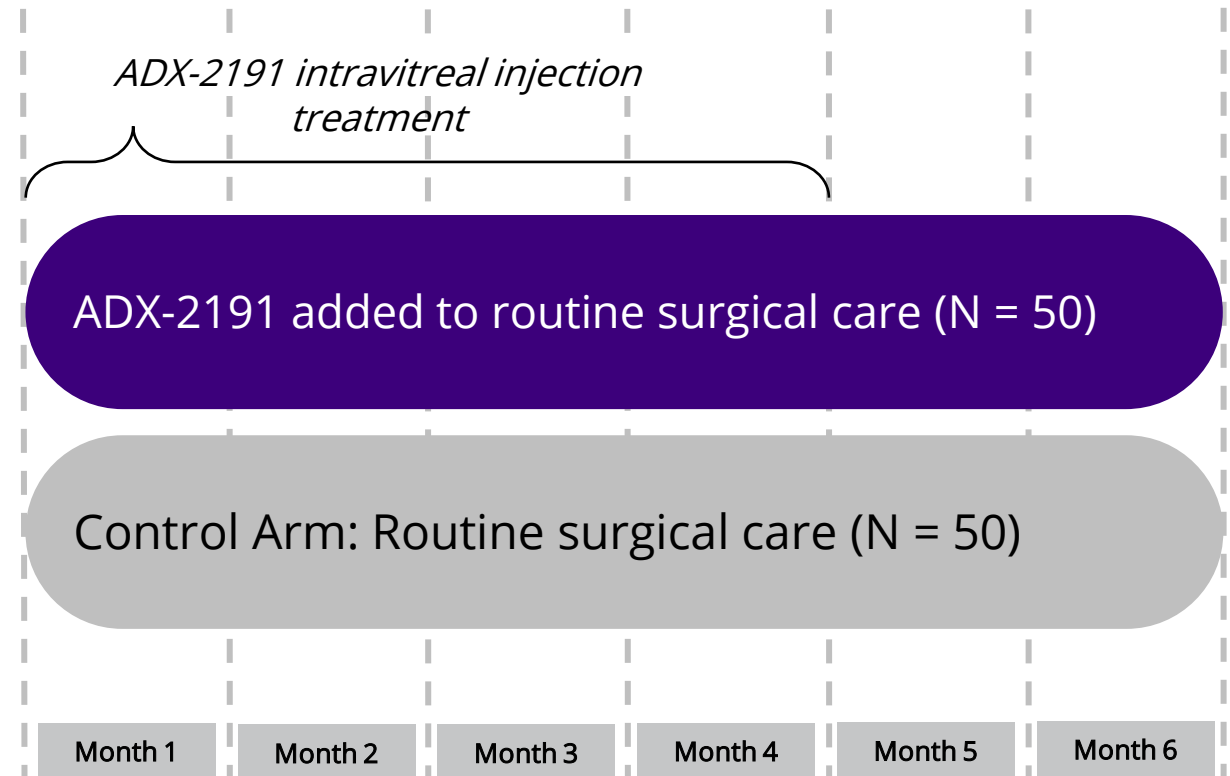 ADX-2191 intravitreal injection
treatment
ADX-2191 added to routine surgical care (N = 50)
Control Arm: Routine surgical care (N = 50)
Month 1
Month 2
Month 3
Month 4
Month 5
Month 6